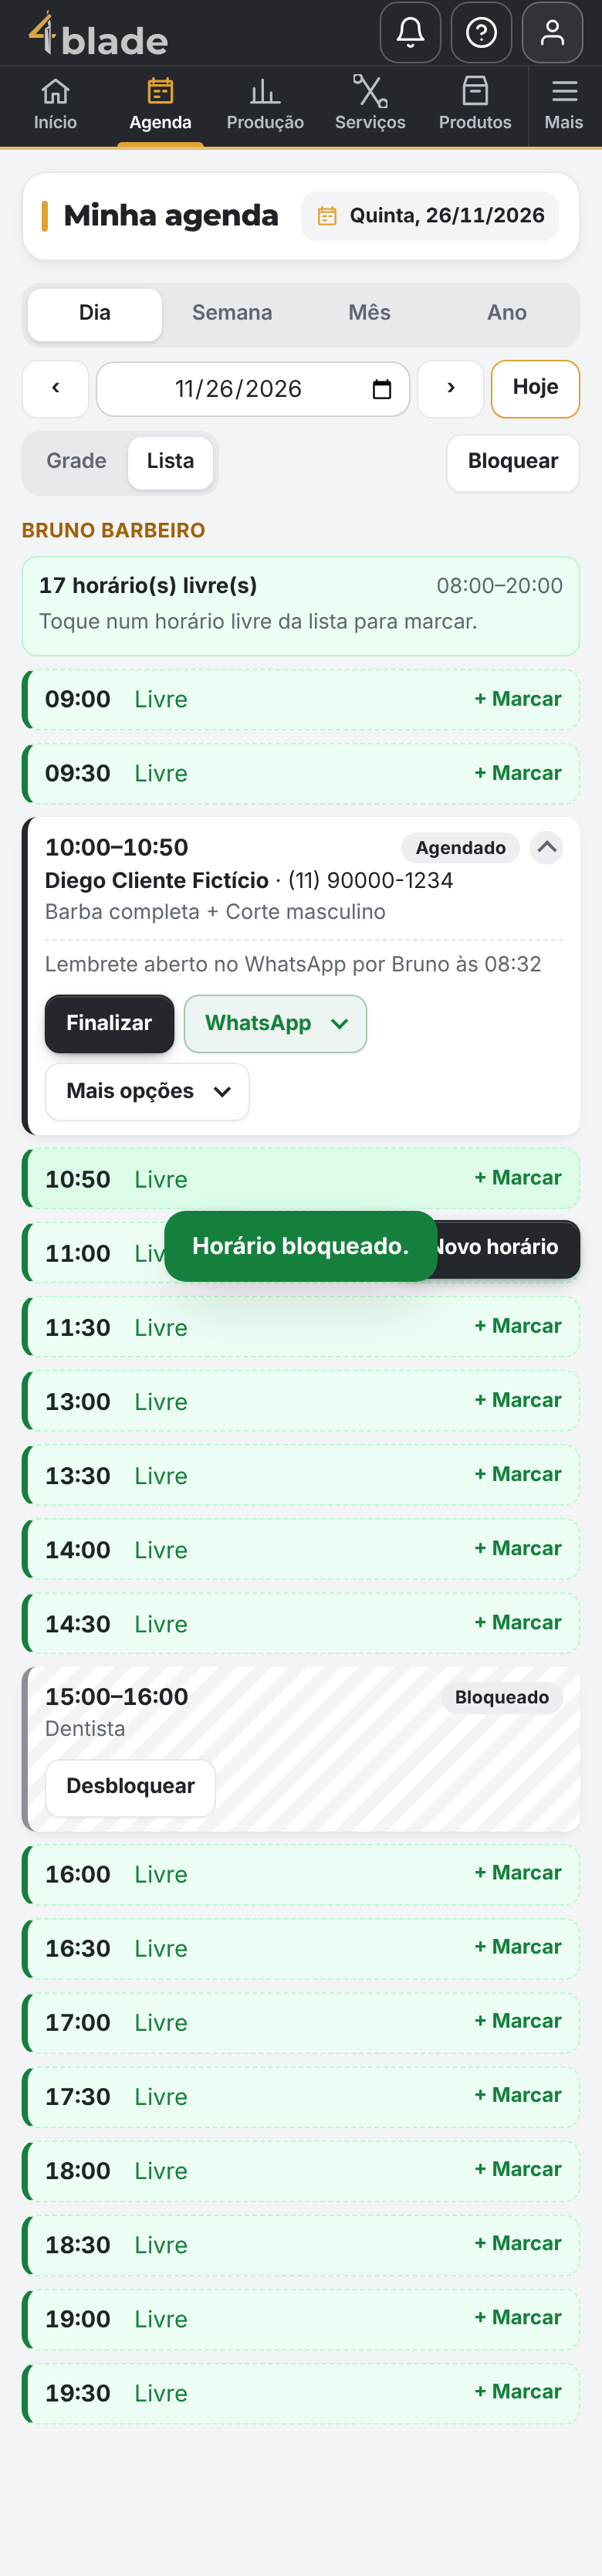 4blade
Início
Agenda
Produção
Serviços
Produtos
Mais
Minha agenda
Quinta, 26/11/2026
Dia
Semana
Mês
Ano
‹
11/26/2026
›
Hoje
Grade
Lista
Bloquear
BRUNO BARBEIRO
17 horário(s) livre(s)
08:00–20:00
Toque num horário livre da lista para marcar.
09:00 Livre + Marcar
09:30 Livre + Marcar
10:00–10:50 Agendado
Diego Cliente Fictício · (11) 90000-1234
Barba completa + Corte masculino
Lembrete aberto no WhatsApp por Bruno às 08:32
Finalizar
WhatsApp
Mais opções
10:50 Livre + Marcar
11:00
Horário bloqueado.
horário
11:30 Livre + Marcar
13:00 Livre + Marcar
13:30 Livre + Marcar
14:00 Livre + Marcar
14:30 Livre + Marcar
15:00–16:00 Bloqueado
Dentista
Desbloquear
16:00 Livre + Marcar
16:30 Livre + Marcar
17:00 Livre + Marcar
17:30 Livre + Marcar
18:00 Livre + Marcar
18:30 Livre + Marcar
19:00 Livre + Marcar
19:30 Livre + Marcar